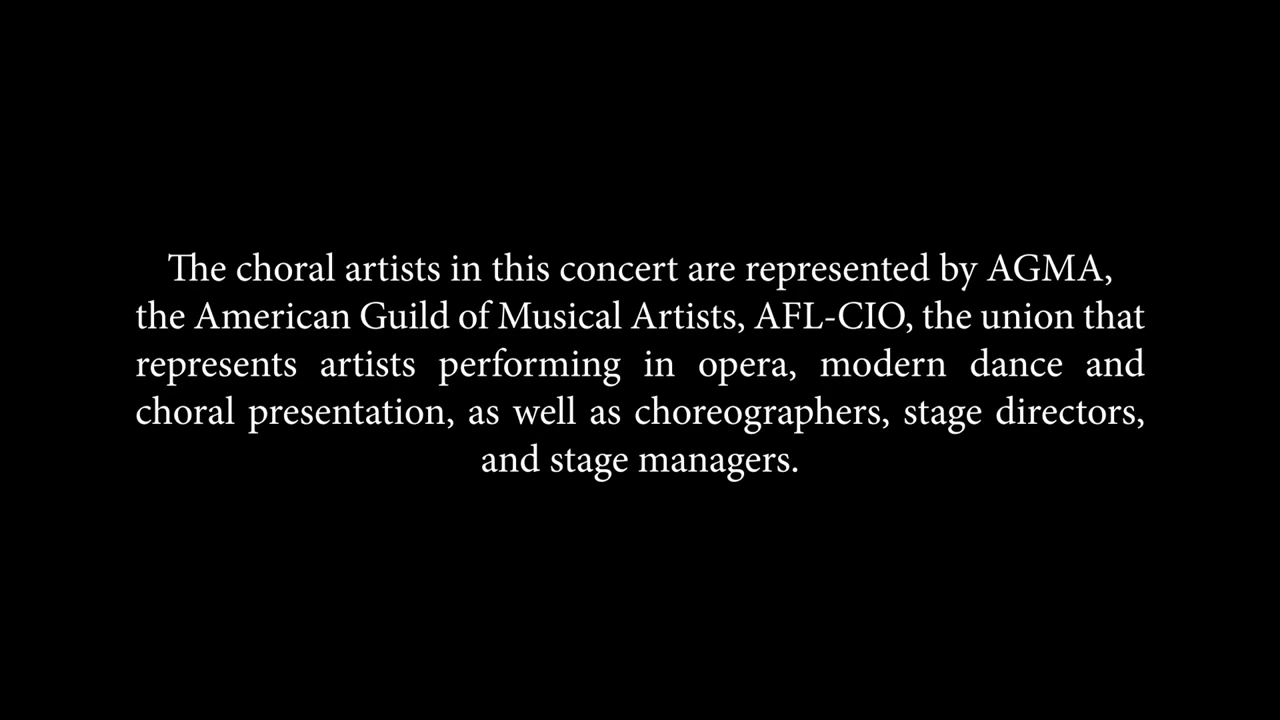 The choral artists in this concert are represented by AGMA,
the American Guild of Musical Artists, AFL-CIO, the union that
represents artists performing in opera, modern dance and
choral presentation, as well as choreographers, stage directors,
and stage managers.